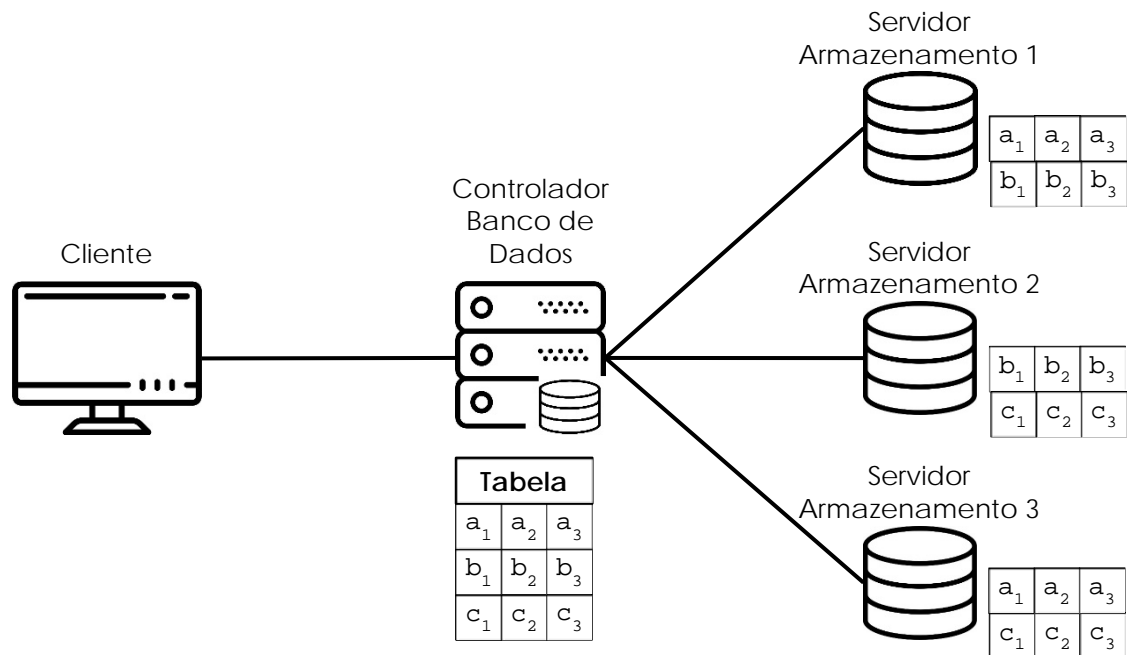 Cliente
Controlador
Banco de
Dados
Tabela
a₁ a₂ a₃
b₁ b₂ b₃
c₁ c₂ c₃
Servidor
Armazenamento 1
a₁ a₂ a₃
b₁ b₂ b₃
Servidor
Armazenamento 2
b₁ b₂ b₃
c₁ c₂ c₃
Servidor
Armazenamento 3
a₁ a₂ a₃
c₁ c₂ c₃